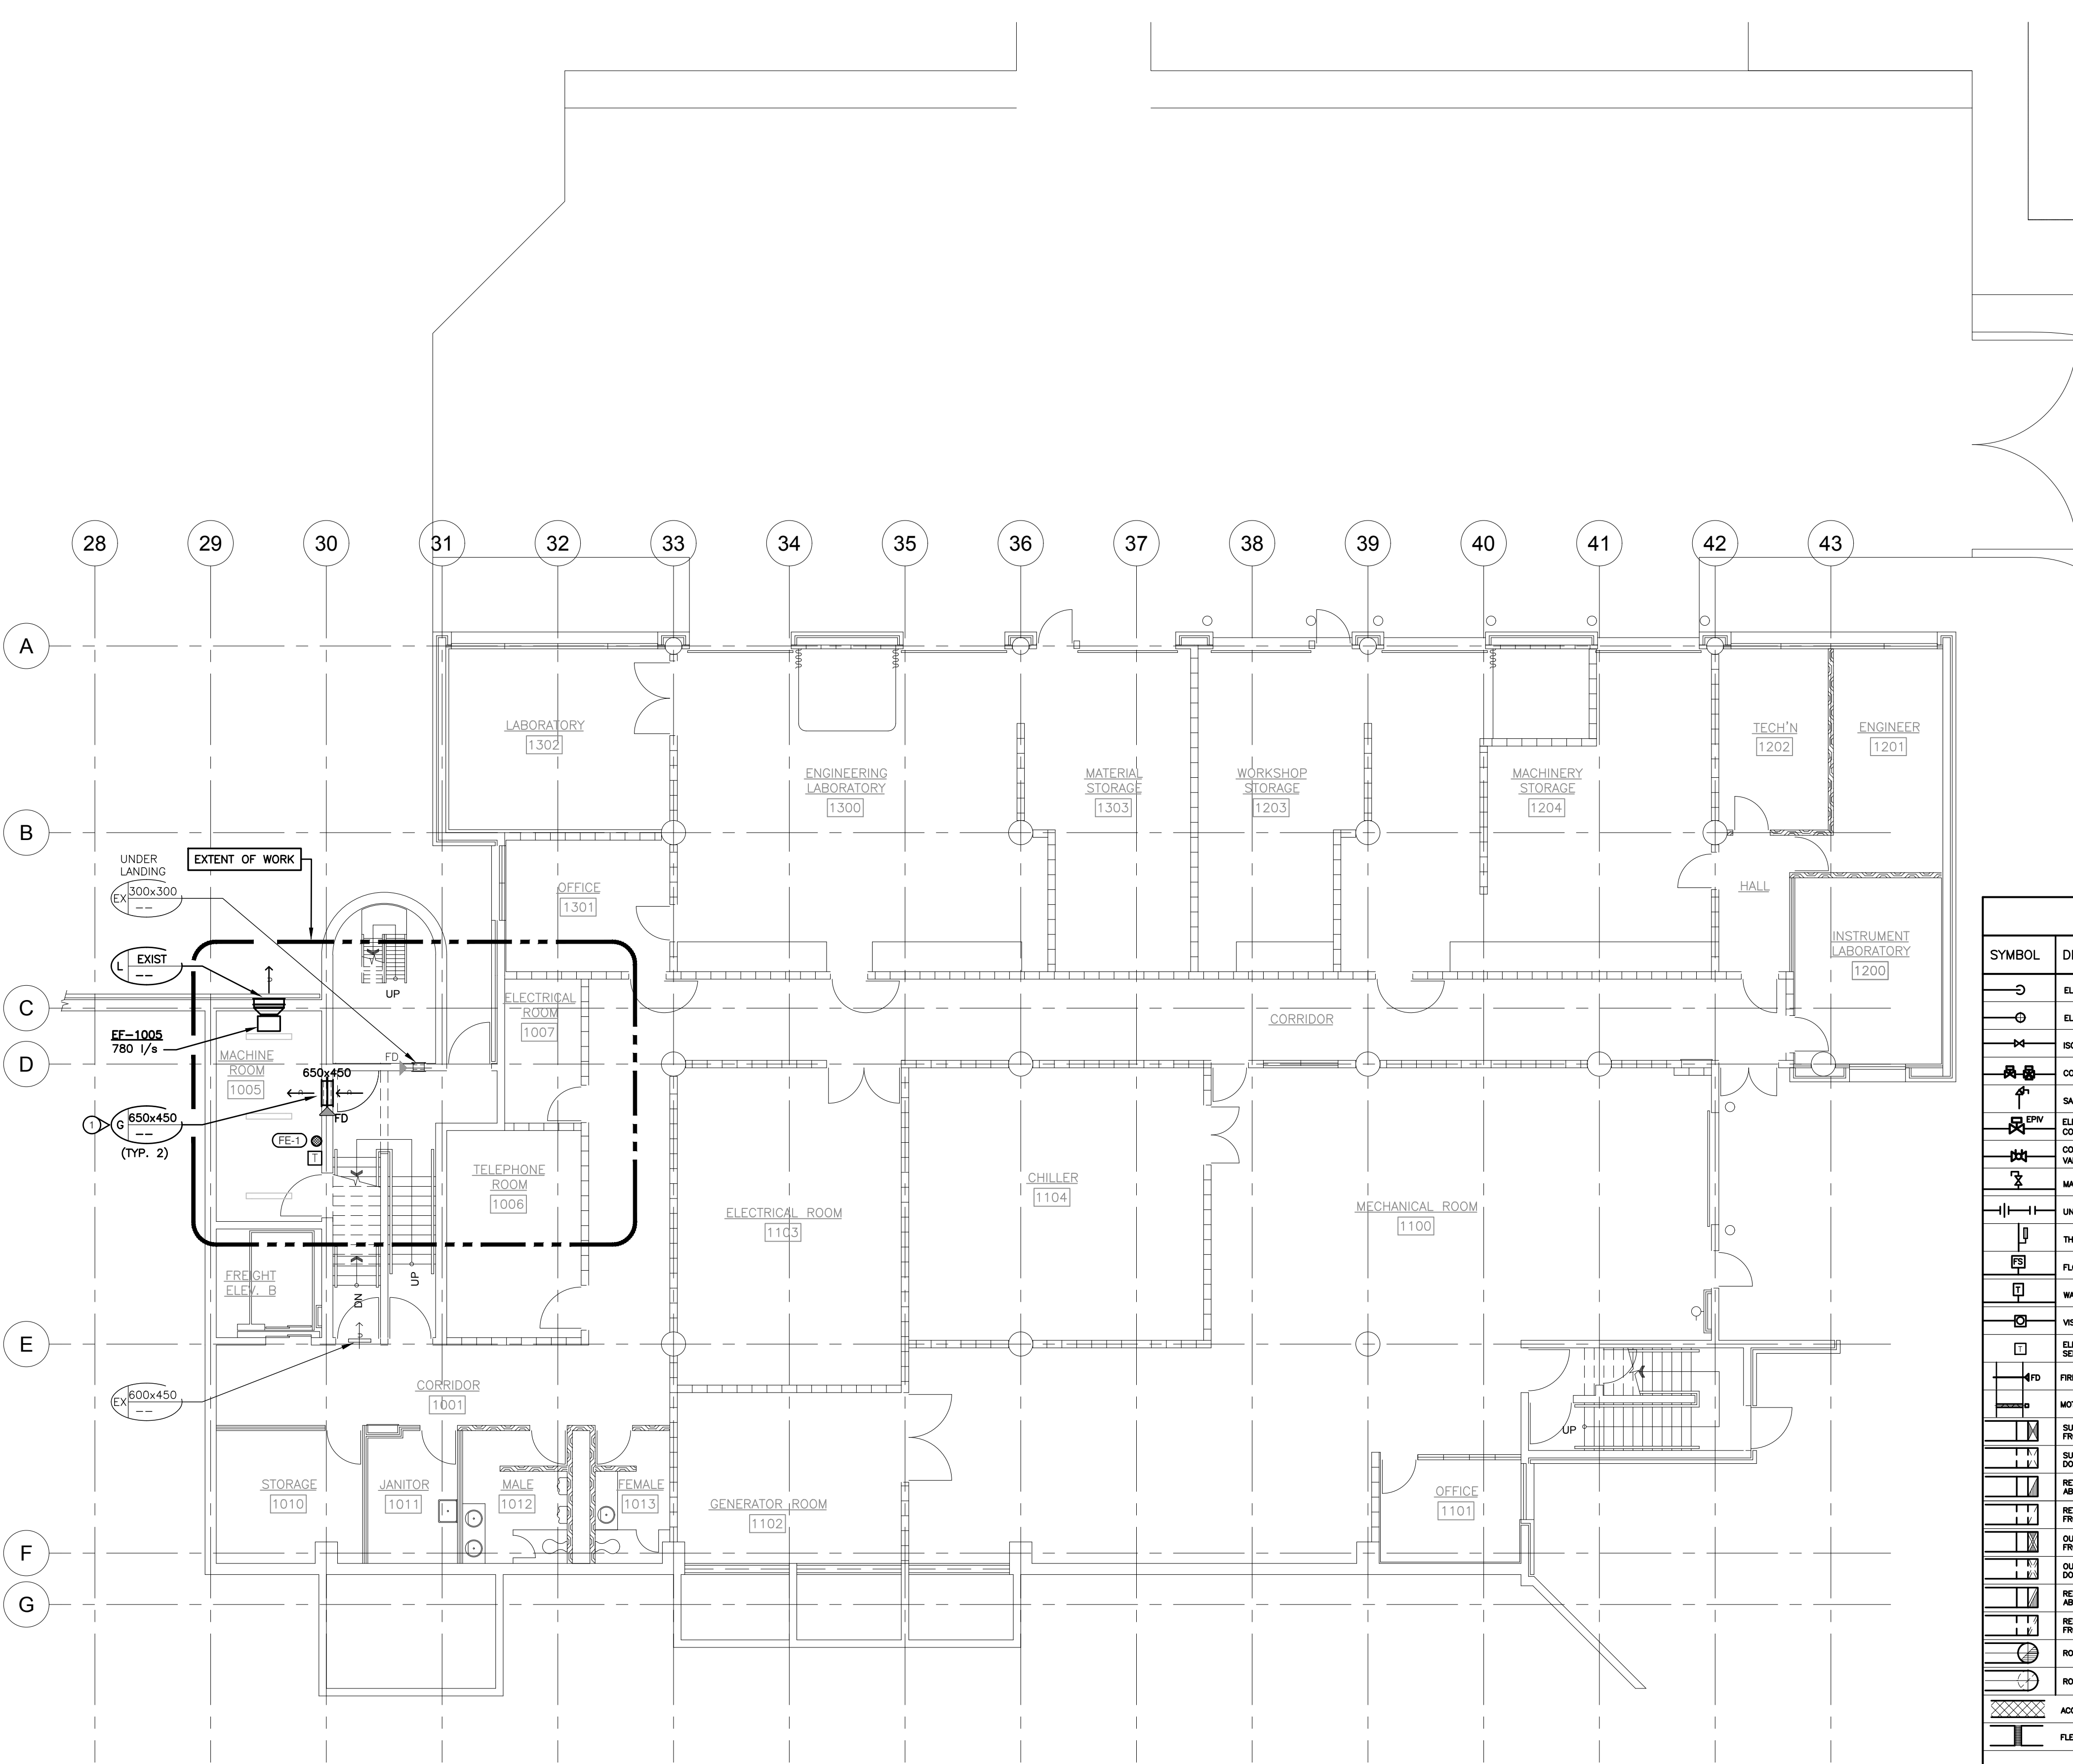 28 29 30 31 32 33 34 35 36 37 38 39 40 41 42 43
A
B
C
D
E
F
G
LABORATORY
1302
ENGINEERING
LABORATORY
1300
MATERIAL
STORAGE
1303
WORKSHOP
STORAGE
1203
MACHINERY
STORAGE
1204
TECH'N
1202
ENGINEER
1201
UNDER
LANDING
EX 300x300
--
EXTENT OF WORK
OFFICE
1301
HALL
INSTRUMENT
LABORATORY
1200
L EXIST
--
UP
ELECTRICAL
ROOM
1007
CORRIDOR
EF-1005
780 l/s
MACHINE
ROOM
1005
FD
650x450
FD
1
G 650x450
--
(TYP. 2)
FE-1
T
TELEPHONE
ROOM
1006
ELECTRICAL ROOM
1103
CHILLER
1104
MECHANICAL ROOM
1100
FREIGHT
ELEV. B
DN
UP
EX 600x450
--
CORRIDOR
1001
UP
STORAGE
1010
JANITOR
1011
MALE
1012
FEMALE
1013
GENERATOR ROOM
1102
OFFICE
1101
SYMBOL
EPIV
FS
T
T
FD